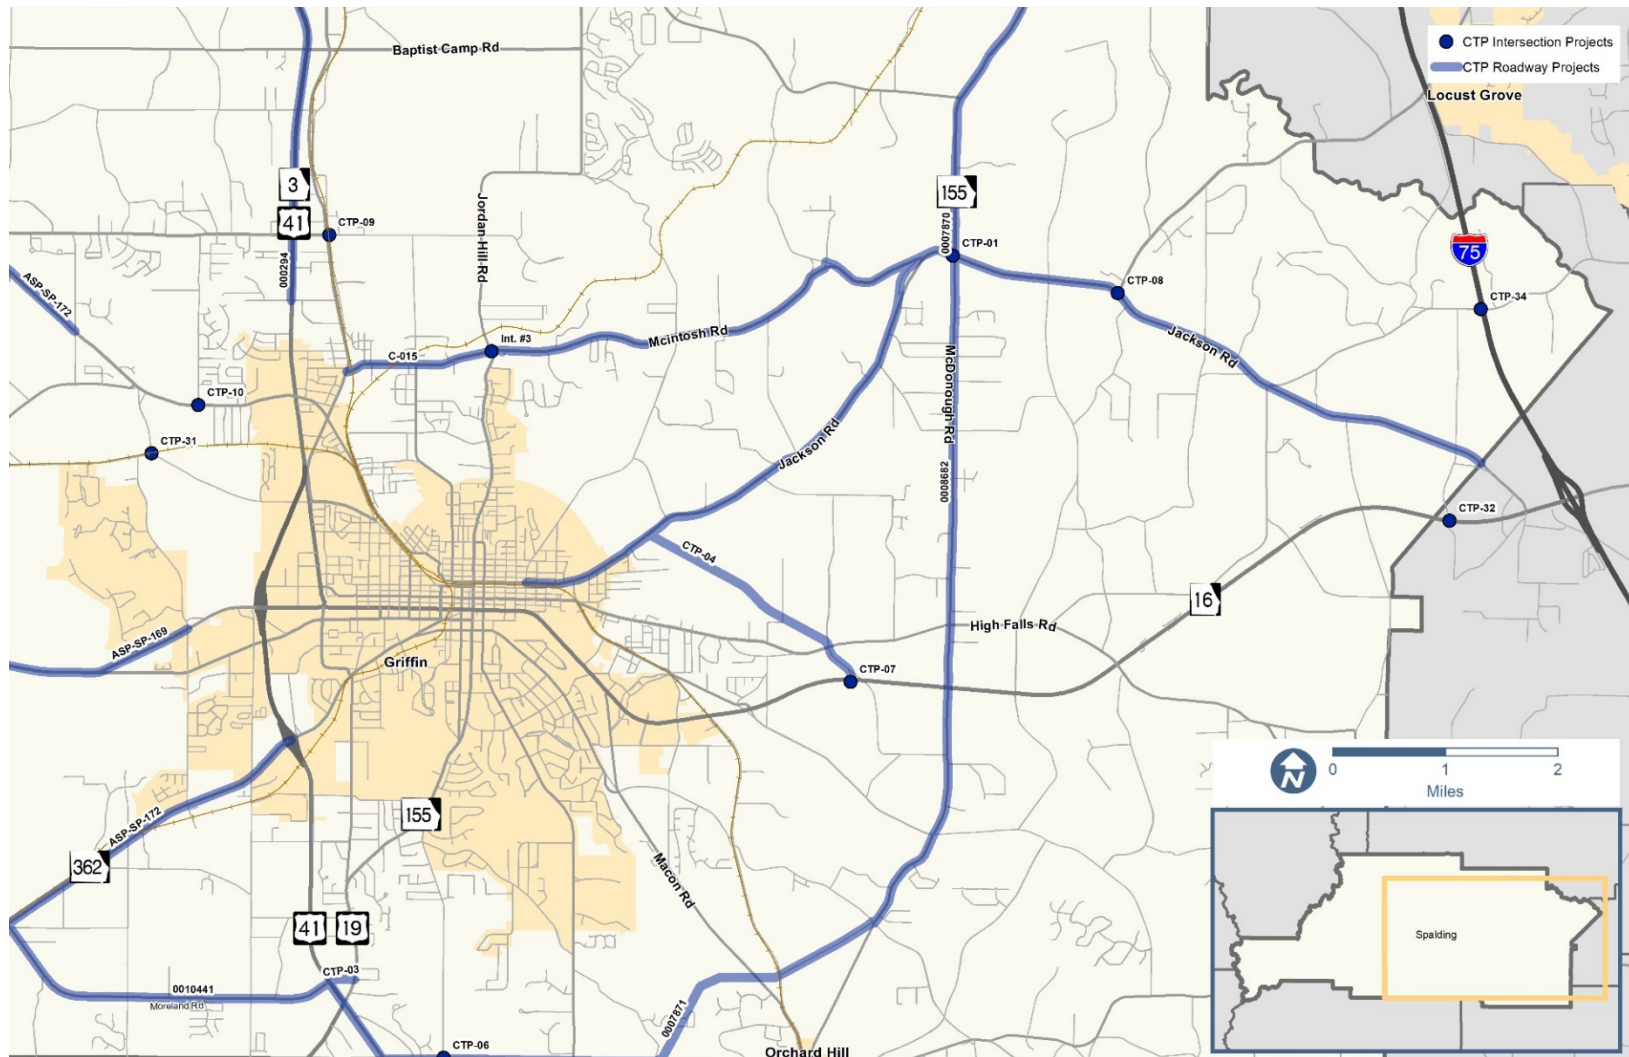 Baptist Camp Rd
CTP Intersection Projects
CTP Roadway Projects
Locust Grove
3
41
CTP-09
Jordan Hill Rd
155
0007870
CTP-01
75
000294
ASP-SP-172
CTP-08
CTP-34
Int. #3
Mcintosh Rd
C-015
Jackson Rd
McDonough Rd
CTP-10
CTP-31
Jackson Rd
0008682
CTP-32
CTP-04
16
High Falls Rd
ASP-SP-169
Griffin
CTP-07
N
0 1 2
Miles
155
ASP-SP-172
362
Macon Rd
41
19
Spalding
CTP-03
0010441
Moreland Rd
0007871
CTP-06
Orchard Hill